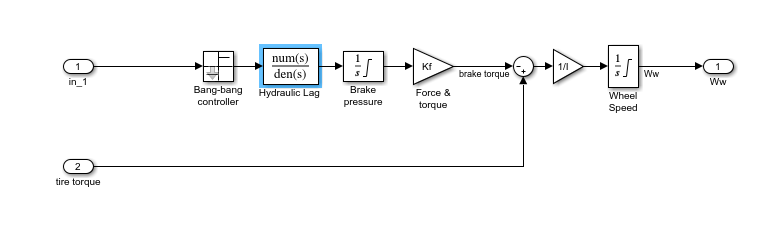 1
in_1
Bang-bang
controller
num(s)
den(s)
Hydraulic Lag
1
s
Brake
pressure
Kf
Force &
torque
brake torque
-
+
1/I
1
s
Wheel
Speed
Ww
1
Ww
2
tire torque